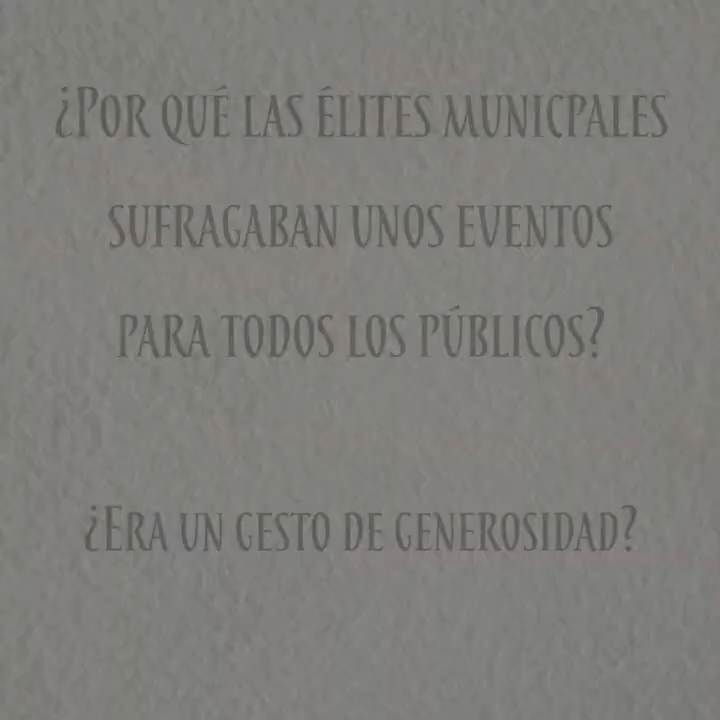 ¿Por qué las élites municpales
sufragaban unos eventos
para todos los públicos?
¿Era un gesto de generosidad?